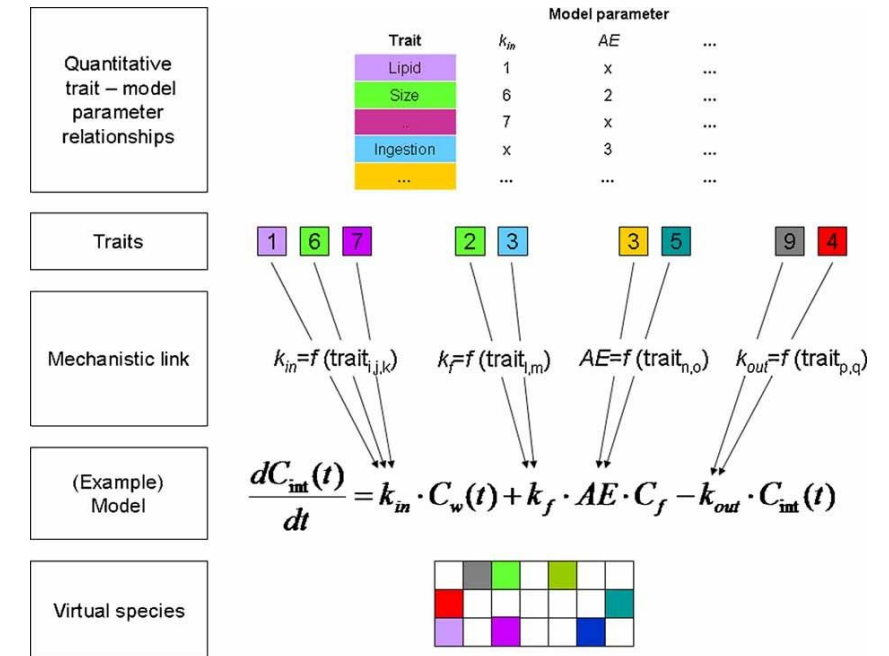 Model parameter
Quantitative
trait – model
parameter
relationships
Trait k_in AE ...
Lipid 1 x ...
Size 6 2 ...
.. 7 x ...
Ingestion x 3 ...
... ... ... ...
Traits
1 6 7 2 3 3 5 9 4
Mechanistic link
k_in=f (trait_i,j,k) k_f=f (trait_l,m) AE=f (trait_n,o) k_out=f (trait_p,q)
(Example)
Model
dC_int(t)/dt = k_in · C_w(t) + k_f · AE · C_f − k_out · C_int(t)
Virtual species